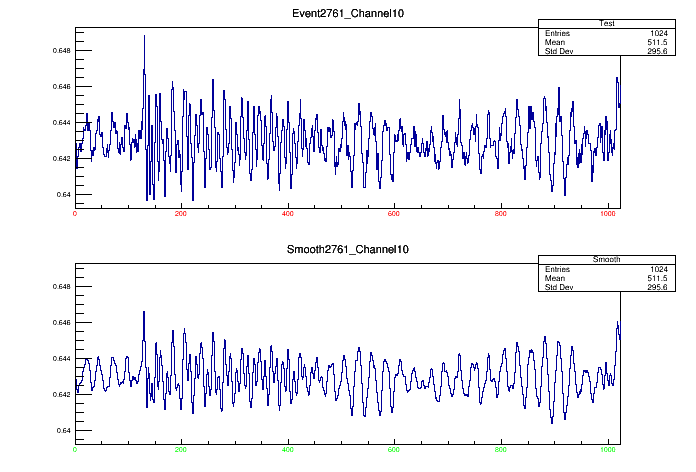 Event2761_Channel10
Test
Entries 1024
Mean 511.5
Std Dev 295.6
0.648
0.646
0.644
0.642
0.64
0 200 400 600 800 1000
Smooth2761_Channel10
Smooth
Entries 1024
Mean 511.5
Std Dev 295.6
0.648
0.646
0.644
0.642
0.64
0 200 400 600 800 1000